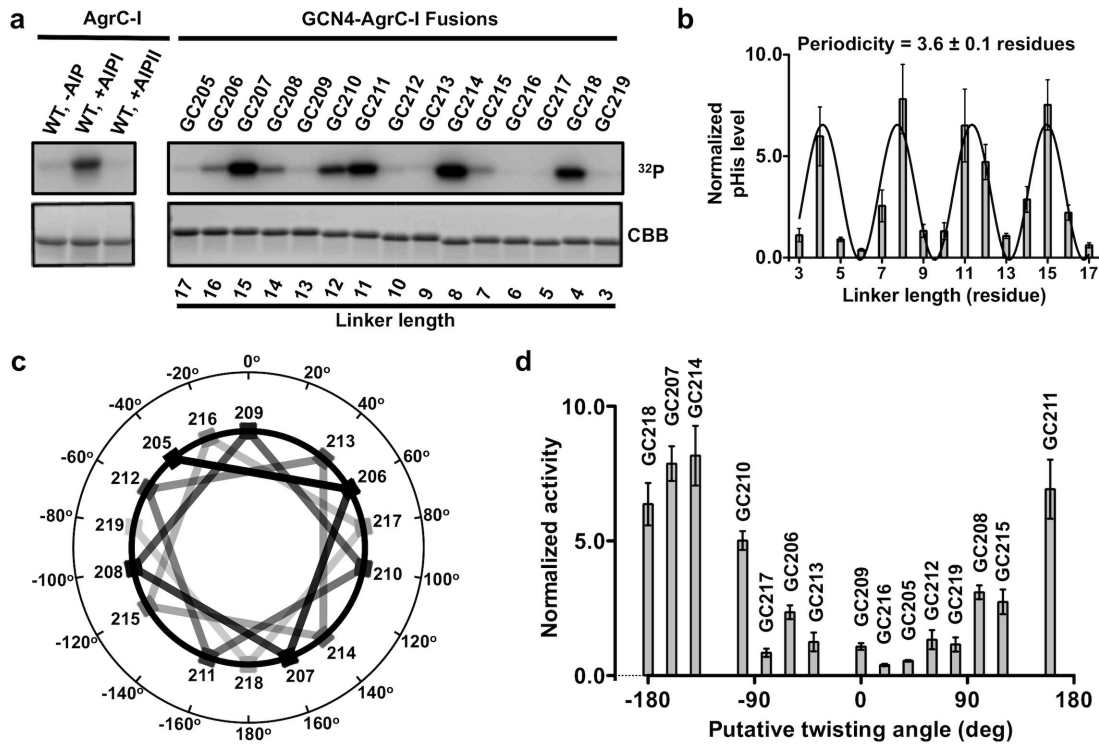 a
AgrC-I
GCN4-AgrC-I Fusions
WT, -AIP
WT, +AIPI
WT, +AIPII
GC205
GC206
GC207
GC208
GC209
GC210
GC211
GC212
GC213
GC214
GC215
GC216
GC217
GC218
GC219
32P
CBB
17 16 15 14 13 12 11 10 9 8 7 6 5 4 3
Linker length
b
Periodicity = 3.6 ± 0.1 residues
Normalized
pHis level
10.0
5.0
0.0
3 5 7 9 11 13 15 17
Linker length (residue)
c
0°
-20° 20°
-40° 40°
-60° 60°
-80° 80°
-100° 100°
-120° 120°
-140° 140°
-160° 160°
180°
209
216
213
205
206
212
217
219
210
208
215
214
211
218
207
d
Normalized activity
10.0
5.0
0.0
GC218
GC207
GC214
GC210
GC217
GC206
GC213
GC209
GC216
GC205
GC212
GC219
GC208
GC215
GC211
-180 -90 0 90 180
Putative twisting angle (deg)